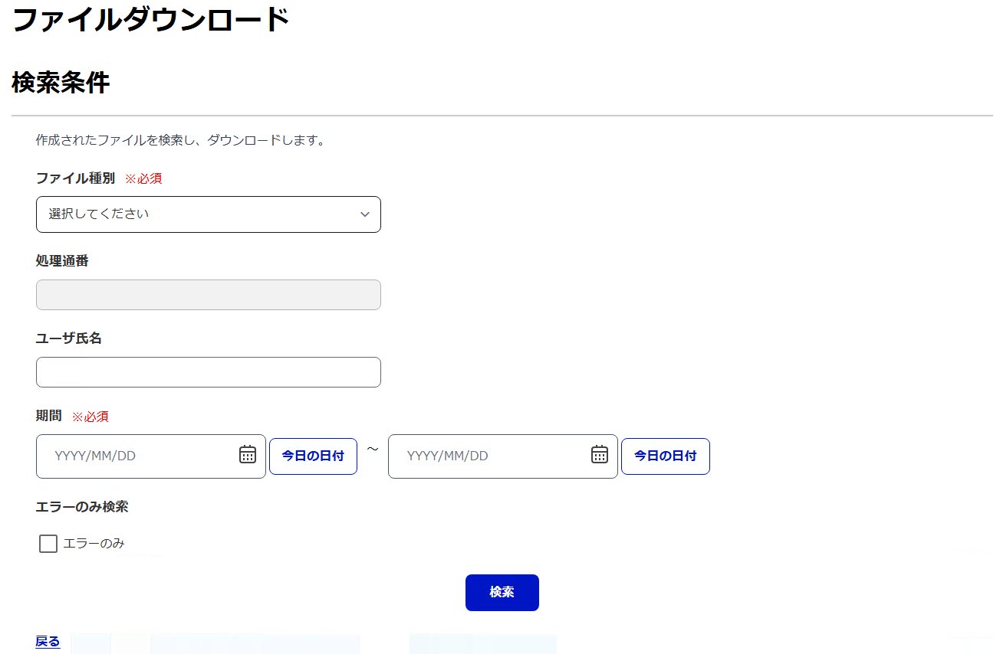 ファイルダウンロード
検索条件
作成されたファイルを検索し、ダウンロードします。
ファイル種別 ※必須
選択してください
処理通番
ユーザ氏名
期間 ※必須
YYYY/MM/DD 今日の日付 ～ YYYY/MM/DD 今日の日付
エラーのみ検索
エラーのみ
検索
戻る